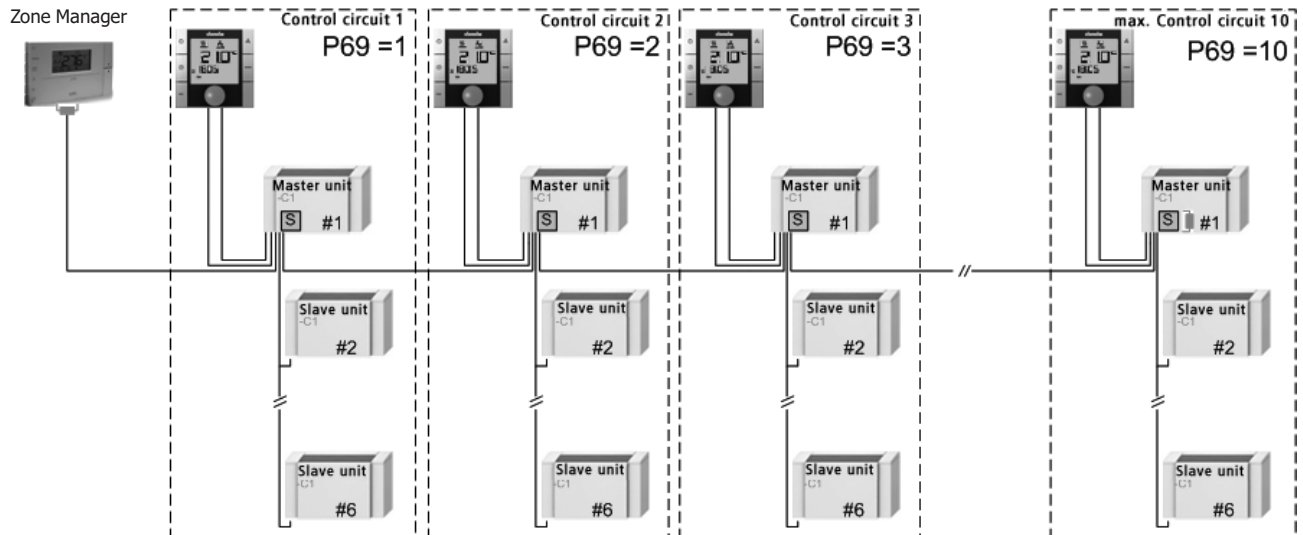 Zone Manager
Control circuit 1
P69 =1
Control circuit 2
P69 =2
Control circuit 3
P69 =3
max. Control circuit 10
P69 =10
Master unit
-C1
S #1
Master unit
-C1
S #1
Master unit
-C1
S #1
Master unit
-C1
S #1
Slave unit
-C1
#2
Slave unit
-C1
#2
Slave unit
-C1
#2
Slave unit
-C1
#2
Slave unit
-C1
#6
Slave unit
-C1
#6
Slave unit
-C1
#6
Slave unit
-C1
#6